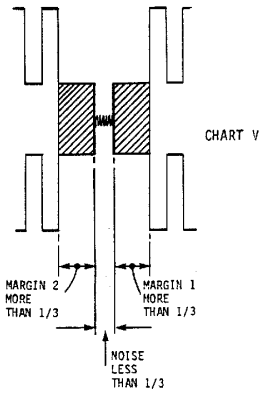 CHART V
MARGIN 2
MORE
THAN 1/3
MARGIN 1
MORE
THAN 1/3
NOISE
LESS
THAN 1/3